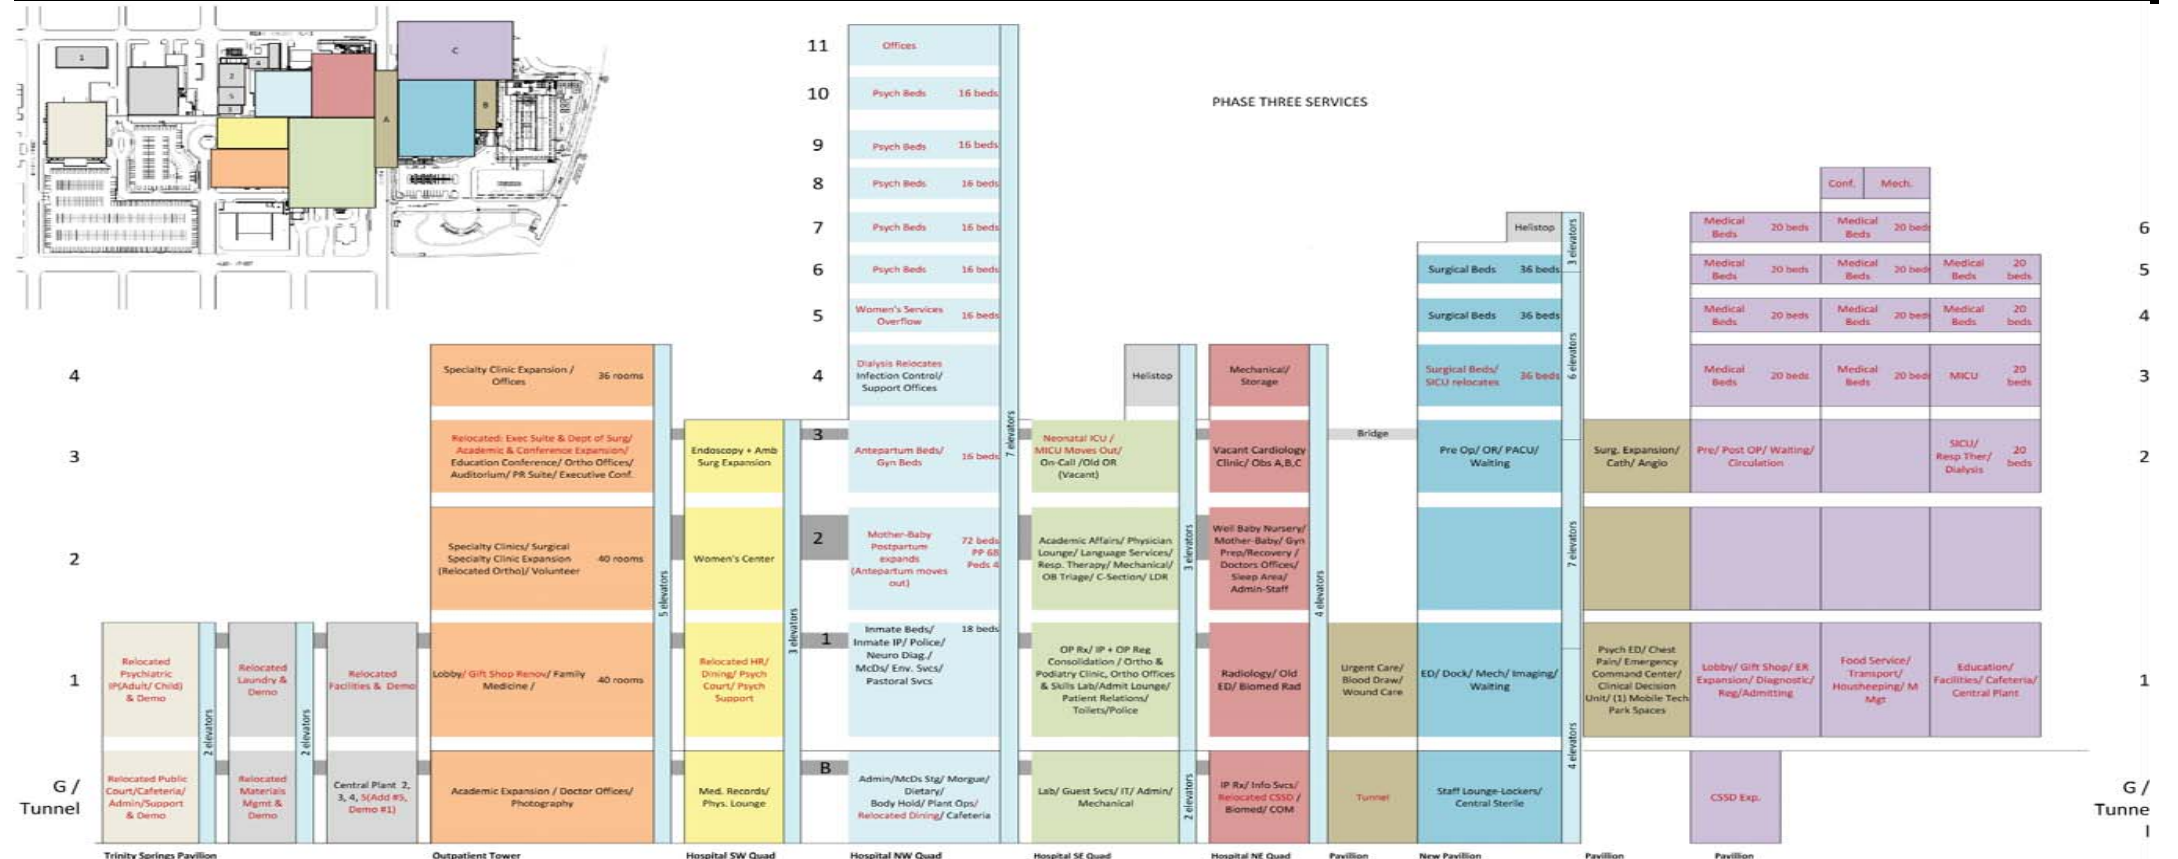 PHASE THREE SERVICES
1
2
4
5
3
A
B
C
11
10
9
8
7
6
5
4
3
2
1
B
4
3
2
1
G /
Tunnel
6
5
4
3
2
1
G /
Tunne
l
Relocated
Psychiatric
IP(Adult/ Child)
& Demo
Relocated Public
Court/Cafeteria/
Admin/Support
& Demo
2 elevators
Trinity Springs Pavilion
Relocated
Laundry &
Demo
Relocated
Materials
Mgmt &
Demo
2 elevators
Relocated
Facilities & Demo
Central Plant 2,
3, 4, 5(Add #5,
Demo #1)
Specialty Clinic Expansion /
Offices
36 rooms
Relocated: Exec Suite & Dept of Surg/
Academic & Conference Expansion/
Education Conference/ Ortho Offices/
Auditorium/ PR Suite/ Executive Conf.
Specialty Clinics/ Surgical
Specialty Clinic Expansion
(Relocated Ortho)/ Volunteer
40 rooms
Lobby/ Gift Shop Renov/ Family
Medicine /
40 rooms
Academic Expansion / Doctor Offices/
Photography
5 elevators
Outpatient Tower
Endoscopy + Amb
Surg Expansion
Women's Center
Relocated HR/
Dining/ Psych
Court/ Psych
Support
Med. Records/
Phys. Lounge
3 elevators
Hospital SW Quad
Offices
Psych Beds 16 beds
Psych Beds 16 beds
Psych Beds 16 beds
Psych Beds 16 beds
Psych Beds 16 beds
Women's Services
Overflow
16 beds
Dialysis Relocates
Infection Control/
Support Offices
Antepartum Beds/
Gyn Beds
16 beds
Mother-Baby
Postpartum
expands
(Antepartum moves
out)
72 beds
PP 68
Peds 4
Inmate Beds/
Inmate IP/ Police/
Neuro Diag./
McDs/ Env. Svcs/
Pastoral Svcs
18 beds
Admin/McDs Stg/ Morgue/
Dietary/
Body Hold/ Plant Ops/
Relocated Dining/ Cafeteria
7 elevators
Hospital NW Quad
Helistop
Neonatal ICU /
MICU Moves Out/
On-Call /Old OR
(Vacant)
Academic Affairs/ Physician
Lounge/ Language Services/
Resp. Therapy/ Mechanical/
OB Triage/ C-Section/ LDR
OP Rx/ IP + OP Reg
Consolidation / Ortho &
Podiatry Clinic, Ortho Offices
& Skills Lab/Admit Lounge/
Patient Relations/
Toilets/Police
Lab/ Guest Svcs/ IT/ Admin/
Mechanical
3 elevators
2 elevators
Hospital SE Quad
Mechanical/
Storage
Vacant Cardiology
Clinic/ Obs A,B,C
Well Baby Nursery/
Mother-Baby/ Gyn
Prep/Recovery /
Doctors Offices/
Sleep Area/
Admin-Staff
Radiology/ Old
ED/ Biomed Rad
IP Rx/ Info Svcs/
Relocated CSSD /
Biomed/ COM
4 elevators
Hospital NE Quad
Bridge
Urgent Care/
Blood Draw/
Wound Care
Tunnel
Pavilion
Helistop
Surgical Beds 36 beds
Surgical Beds 36 beds
Surgical Beds/
SICU relocates
36 beds
Pre Op/ OR/ PACU/
Waiting
ED/ Dock/ Mech/ Imaging/
Waiting
Staff Lounge-Lockers/
Central Sterile
3 elevators
6 elevators
7 elevators
4 elevators
New Pavilion
Surg. Expansion/
Cath/ Angio
Psych ED/ Chest
Pain/ Emergency
Command Center/
Clinical Decision
Unit/ (1) Mobile Tech
Park Spaces
Pavilion
Conf. Mech.
Medical
Beds
20 beds
Medical
Beds
20 beds
Medical
Beds
20 beds
Medical
Beds
20 beds
Medical
Beds
20
beds
Medical
Beds
20 beds
Medical
Beds
20 beds
Medical
Beds
20
beds
Medical
Beds
20 beds
Medical
Beds
20 beds
MICU
20
beds
Pre/ Post OP/ Waiting/
Circulation
SICU/
Resp Ther/
Dialysis
20
beds
Lobby/ Gift Shop/ ER
Expansion/ Diagnostic/
Reg/Admitting
Food Service/
Transport/
Housheeping/ M
Mgt
Education/
Facilities/ Cafeteria/
Central Plant
CSSD Exp.
Pavilion